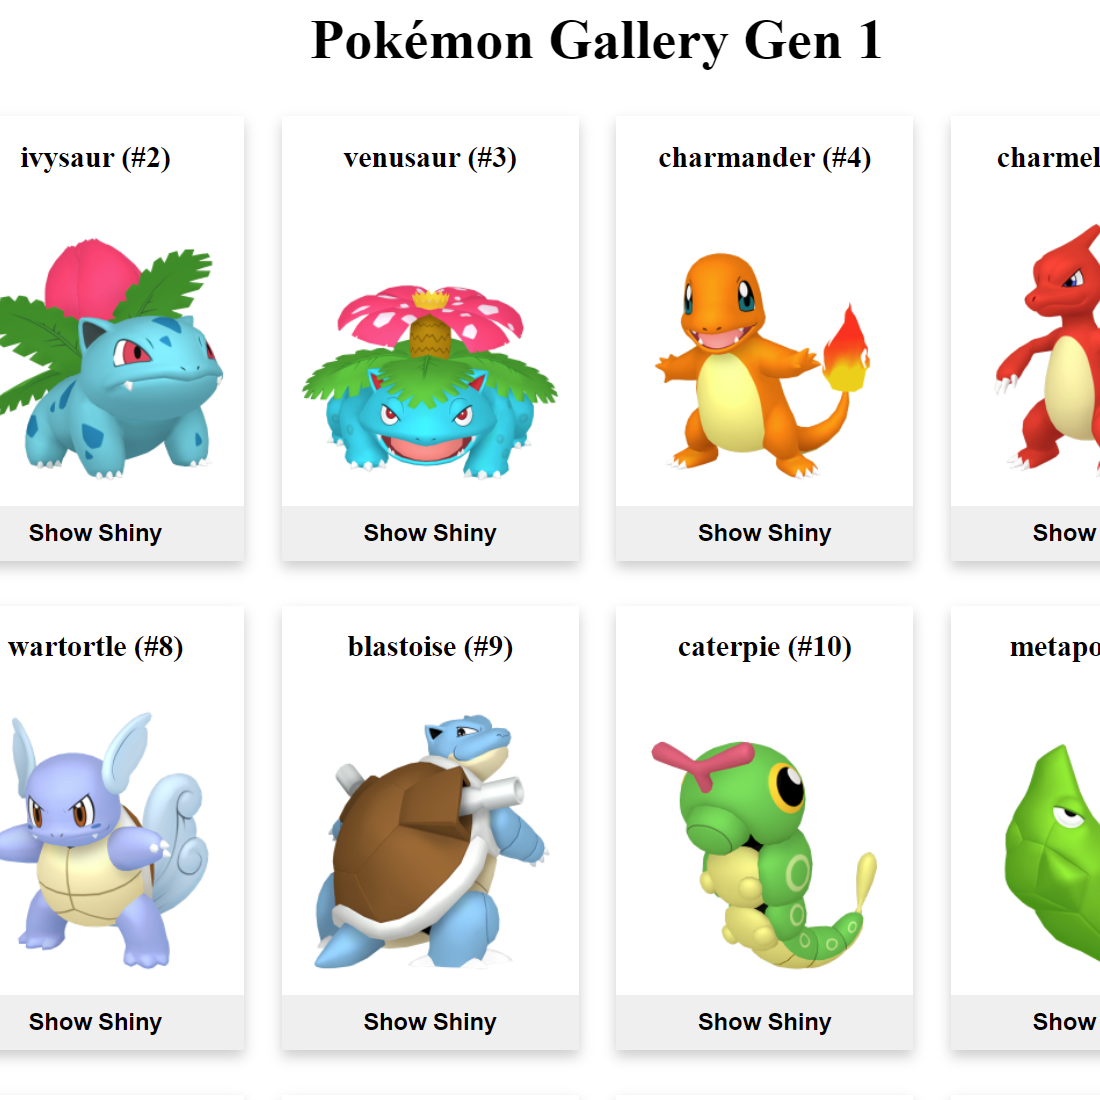 Pokémon Gallery Gen 1
ivysaur (#2)
venusaur (#3)
charmander (#4)
charmel
Show Shiny
Show Shiny
Show Shiny
Show
wartortle (#8)
blastoise (#9)
caterpie (#10)
metapo
Show Shiny
Show Shiny
Show Shiny
Show